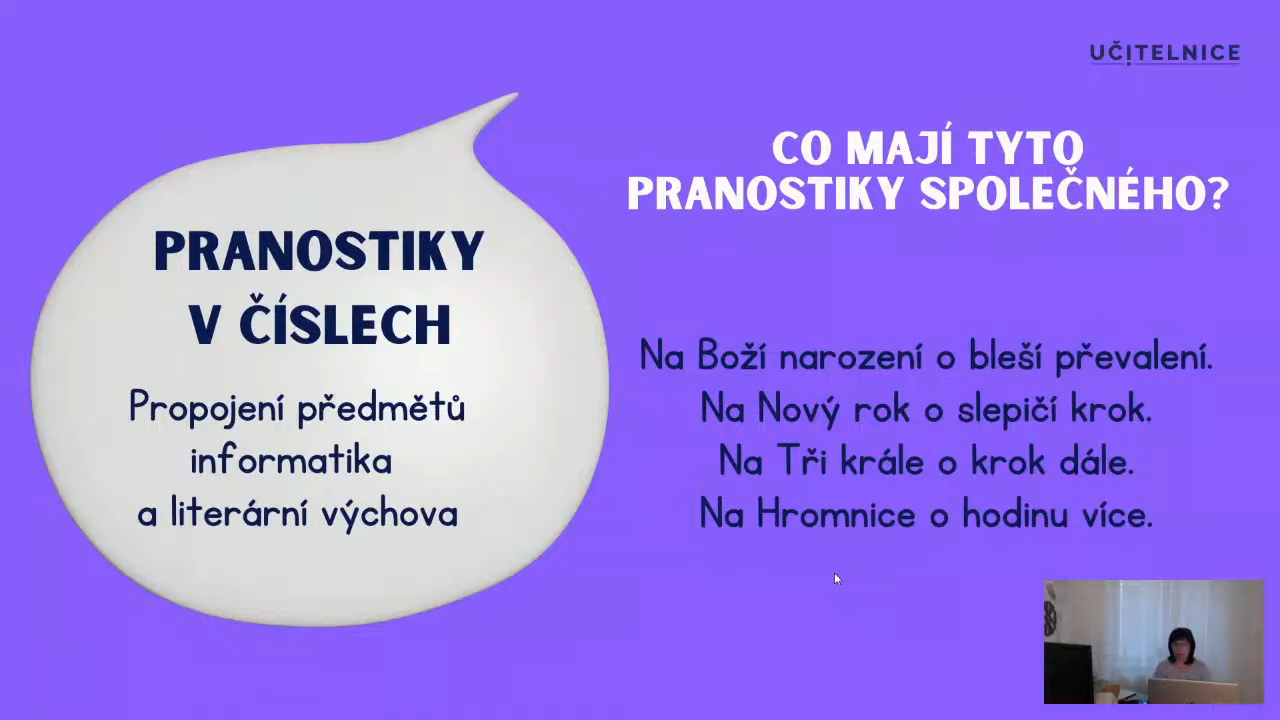 UČITELNICE
PRANOSTIKY
V ČÍSLECH
Propojení předmětů
informatika
a literární výchova
CO MAJÍ TYTO
PRANOSTIKY SPOLEČNÉHO?
Na Boží narození o bleší převalení.
Na Nový rok o slepičí krok.
Na Tři krále o krok dále.
Na Hromnice o hodinu více.